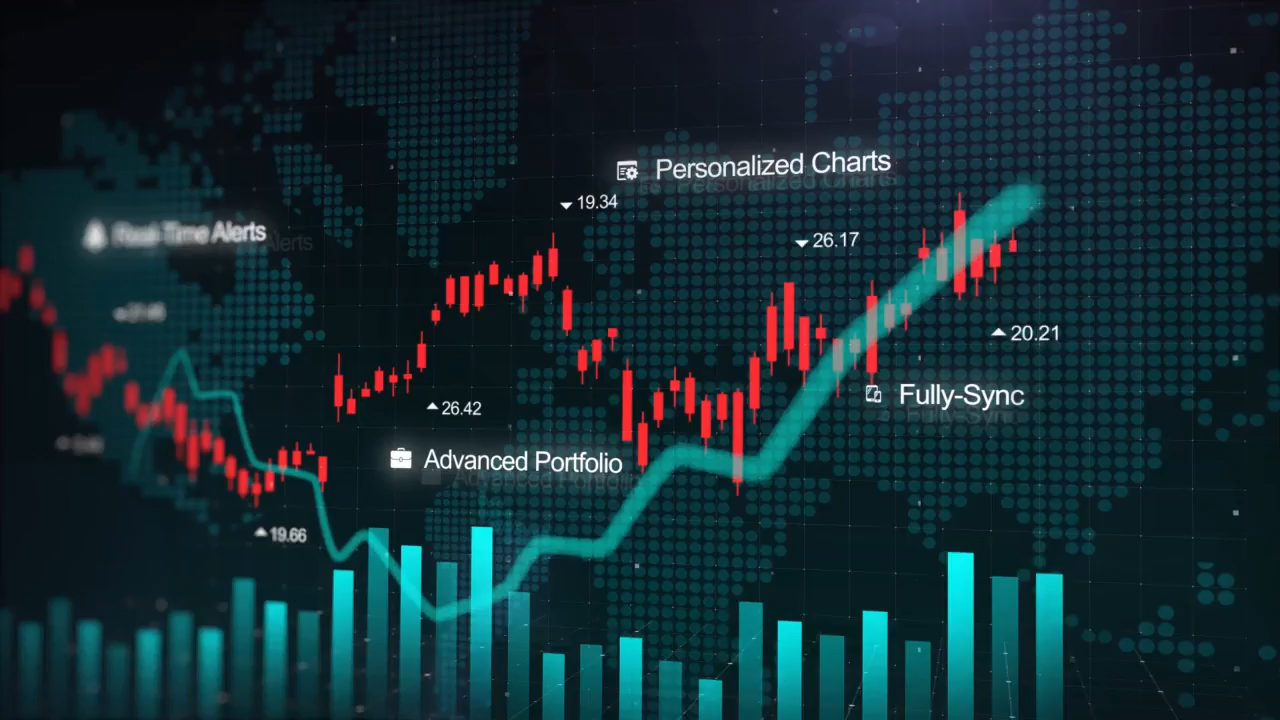 Personalized Charts
19.34
Real-Time Alerts
26.17
20.21
Fully-Sync
26.42
Advanced Portfolio
19.66